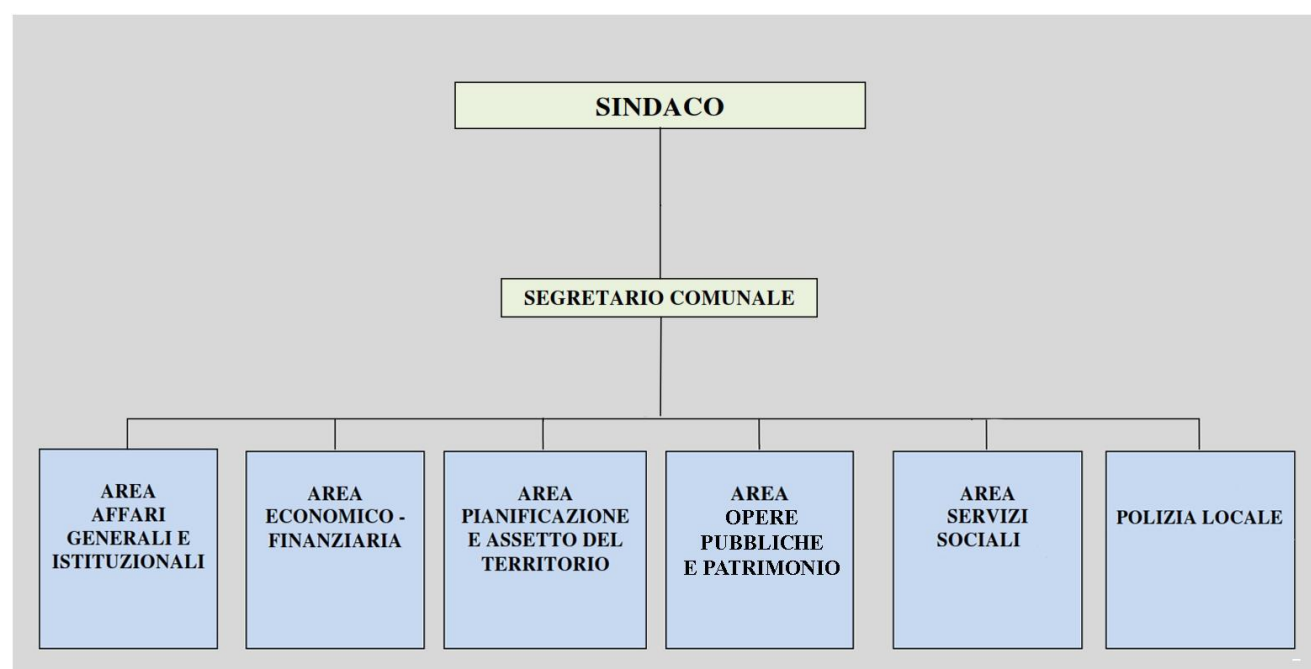 SINDACO
SEGRETARIO COMUNALE
AREA
AFFARI
GENERALI E
ISTITUZIONALI
AREA
ECONOMICO -
FINANZIARIA
AREA
PIANIFICAZIONE
E ASSETTO DEL
TERRITORIO
AREA
OPERE
PUBBLICHE
E PATRIMONIO
AREA
SERVIZI
SOCIALI
POLIZIA LOCALE